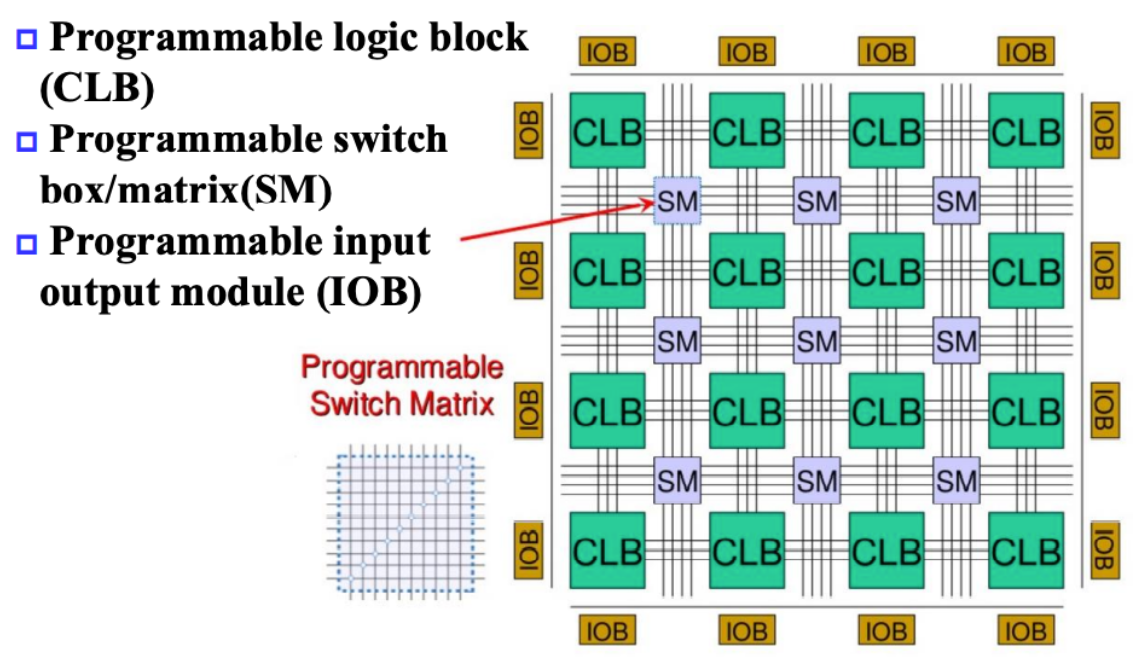 Programmable logic block
(CLB)
Programmable switch
box/matrix(SM)
Programmable input
output module (IOB)
Programmable
Switch Matrix
IOB IOB IOB IOB
IOB CLB CLB CLB CLB IOB
SM SM SM
IOB CLB CLB CLB CLB IOB
SM SM SM
IOB CLB CLB CLB CLB IOB
SM SM SM
IOB CLB CLB CLB CLB IOB
IOB IOB IOB IOB